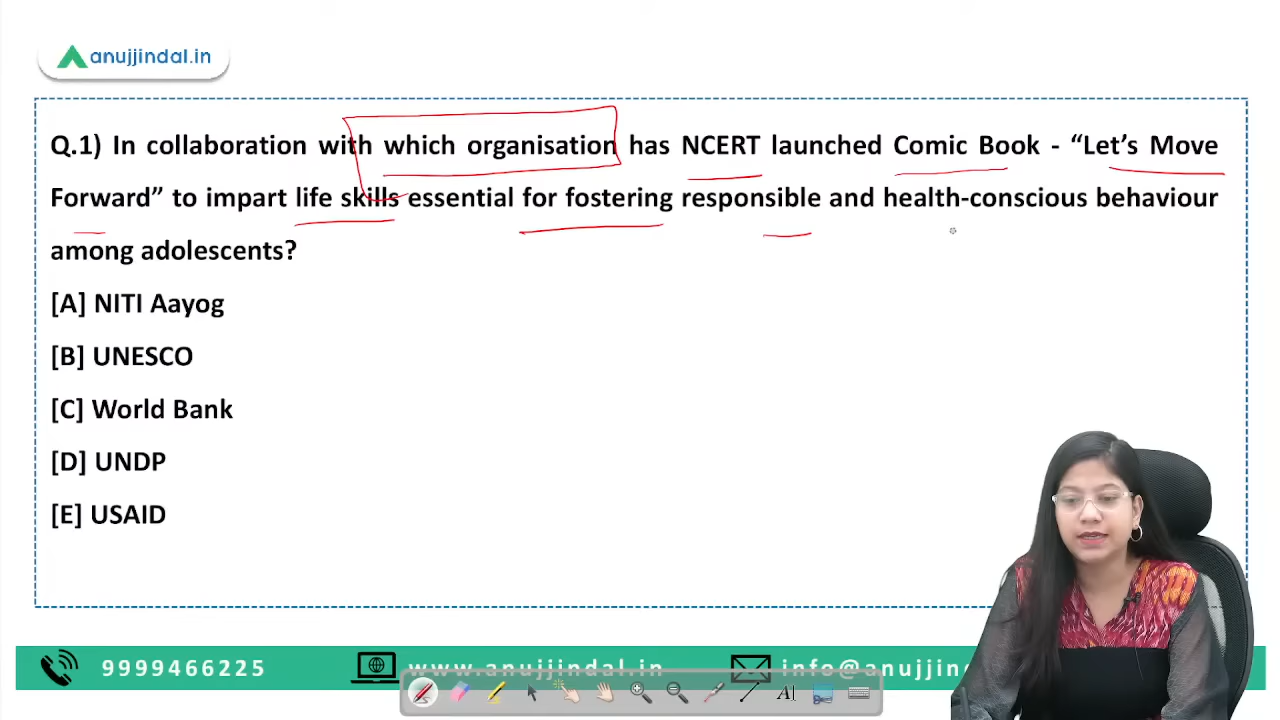 anujjindal.in
Q.1) In collaboration with which organisation has NCERT launched Comic Book - “Let’s Move
Forward” to impart life skills essential for fostering responsible and health-conscious behaviour
among adolescents?
[A] NITI Aayog
[B] UNESCO
[C] World Bank
[D] UNDP
[E] USAID
9999466225 www.anujjindal.in